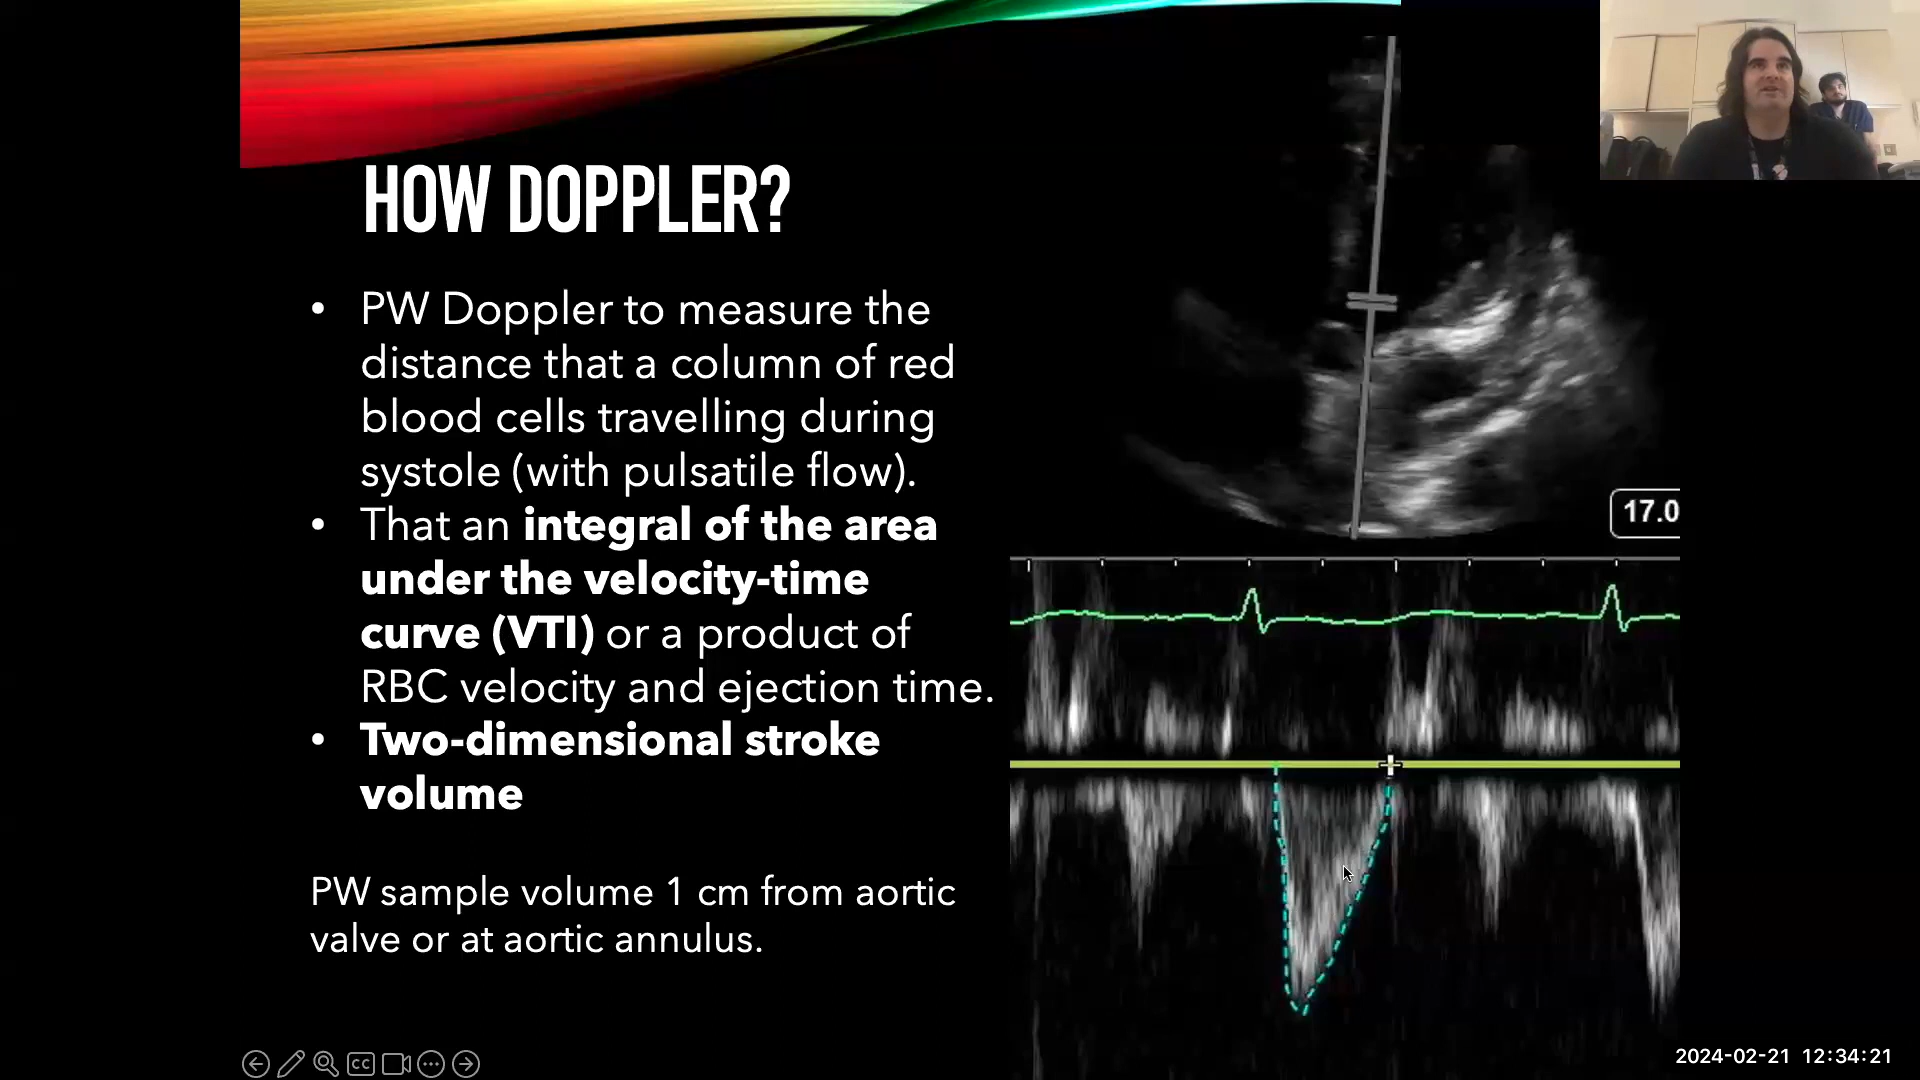 HOW DOPPLER?
• PW Doppler to measure the
distance that a column of red
blood cells travelling during
systole (with pulsatile flow).
• That an integral of the area
under the velocity-time
curve (VTI) or a product of
RBC velocity and ejection time.
• Two-dimensional stroke
volume
PW sample volume 1 cm from aortic
valve or at aortic annulus.
17.0
CC
2024-02-21 12:34:21